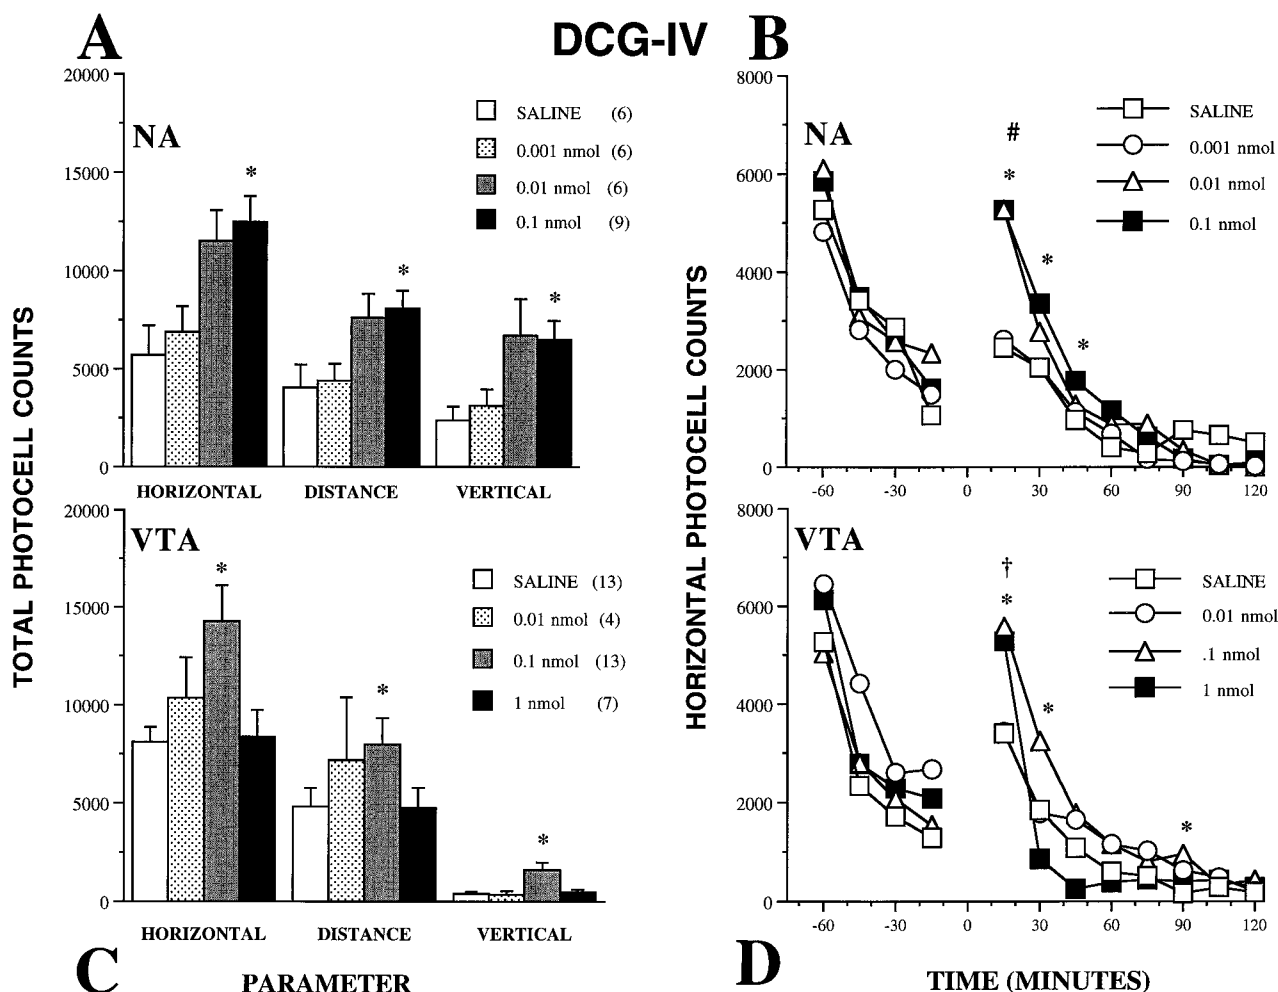 A
DCG-IV
B
TOTAL PHOTOCELL COUNTS
20000
15000
10000
5000
0
NA
SALINE (6)
0.001 nmol (6)
0.01 nmol (6)
0.1 nmol (9)
*
*
*
HORIZONTAL
DISTANCE
VERTICAL
HORIZONTAL PHOTOCELL COUNTS
8000
6000
4000
2000
0
NA
SALINE
0.001 nmol
0.01 nmol
0.1 nmol
#
*
*
*
-60
-30
0
30
60
90
120
20000
15000
10000
5000
0
VTA
SALINE (13)
0.01 nmol (4)
0.1 nmol (13)
1 nmol (7)
*
*
*
HORIZONTAL
DISTANCE
VERTICAL
C
PARAMETER
8000
6000
4000
2000
0
VTA
SALINE
0.01 nmol
.1 nmol
1 nmol
†
*
*
*
-60
-30
0
30
60
90
120
D
TIME (MINUTES)